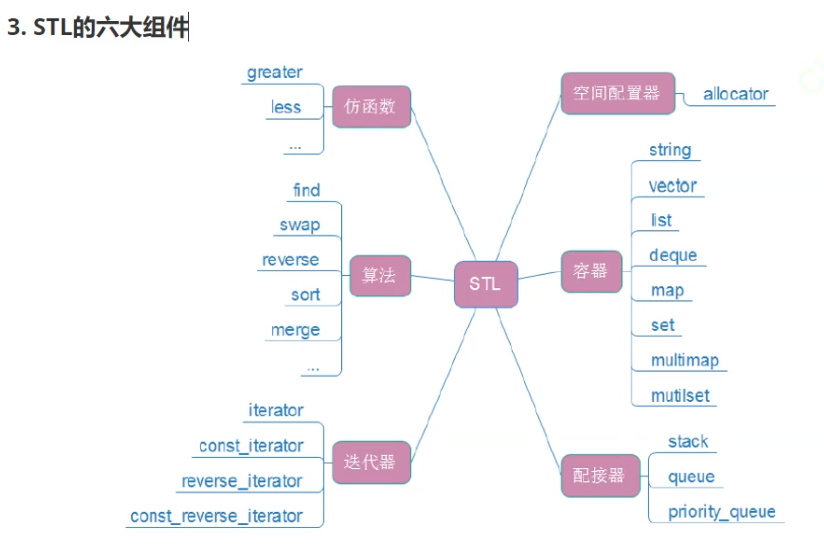 3. STL的六大组件
greater
less
...
仿函数
find
swap
reverse
sort
merge
...
算法
iterator
const_iterator
reverse_iterator
const_reverse_iterator
迭代器
STL
空间配置器
allocator
容器
string
vector
list
deque
map
set
multimap
mutilset
配接器
stack
queue
priority_queue